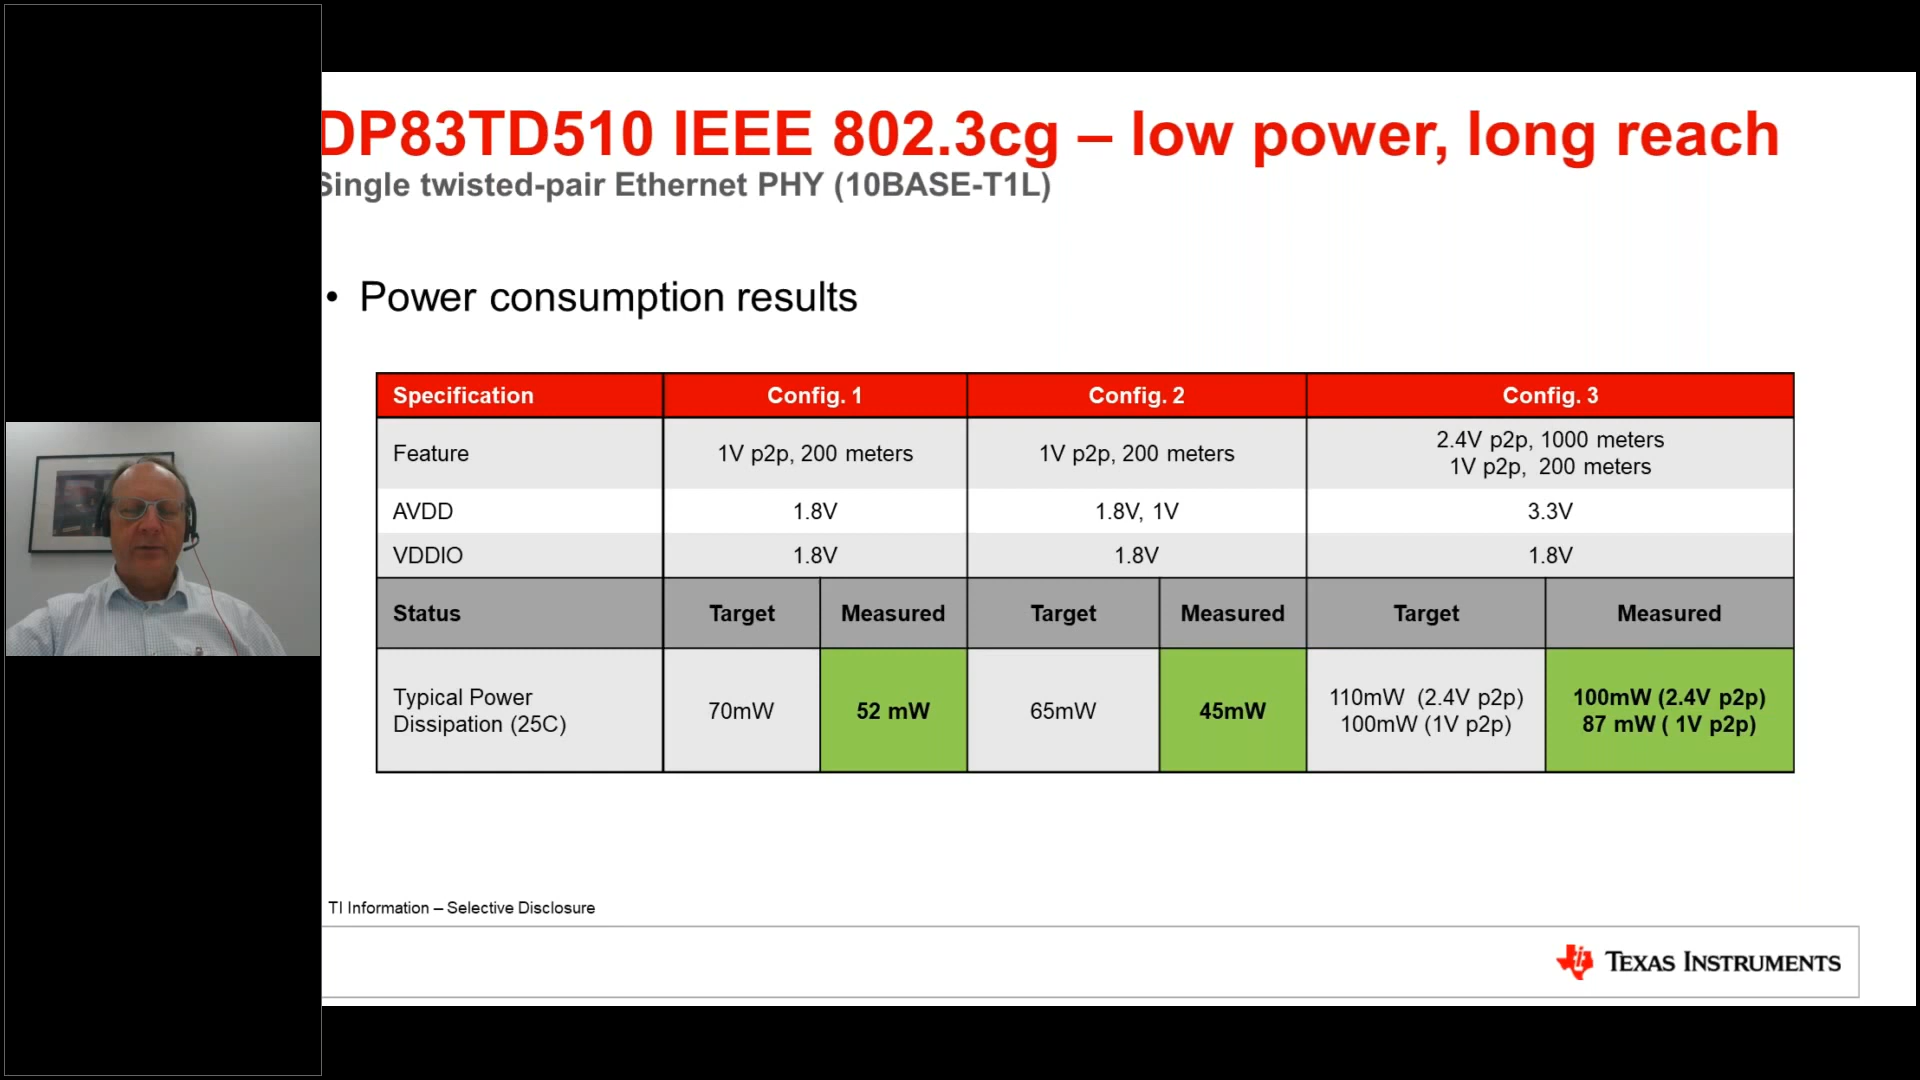 DP83TD510 IEEE 802.3cg – low power, long reach
Single twisted-pair Ethernet PHY (10BASE-T1L)
• Power consumption results
Specification Config. 1 Config. 2 Config. 3
Feature 1V p2p, 200 meters 1V p2p, 200 meters 2.4V p2p, 1000 meters
1V p2p, 200 meters
AVDD 1.8V 1.8V, 1V 3.3V
VDDIO 1.8V 1.8V 1.8V
Status Target Measured Target Measured Target Measured
Typical Power
Dissipation (25C) 70mW 52 mW 65mW 45mW 110mW (2.4V p2p)
100mW (1V p2p) 100mW (2.4V p2p)
87 mW ( 1V p2p)
TI Information – Selective Disclosure
TEXAS INSTRUMENTS